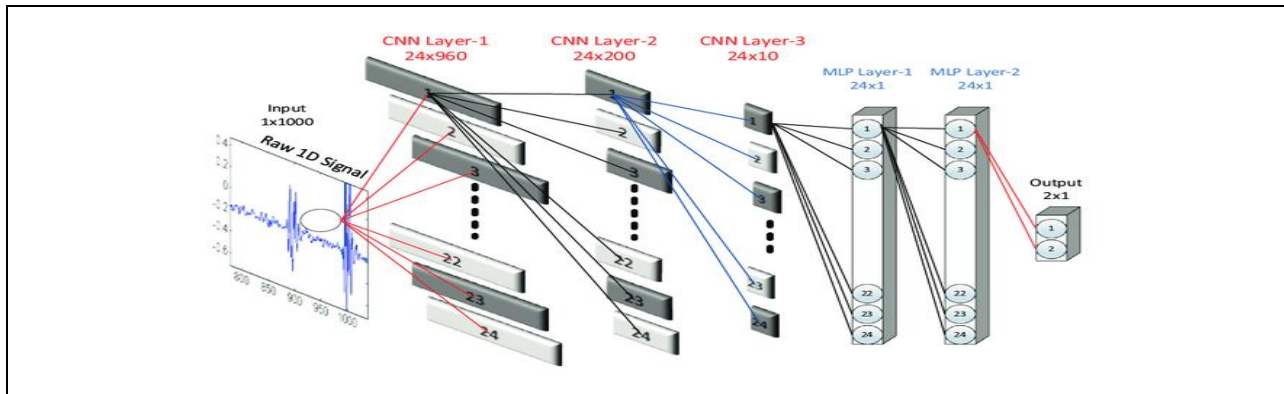 CNN Layer-1
24x960
CNN Layer-2
24x200
CNN Layer-3
24x10
MLP Layer-1
24x1
MLP Layer-2
24x1
Input
1x1000
Raw 1D Signal
0.4
0.2
0
-0.2
-0.4
-0.6
800
850
900
950
1000
1
2
3
22
23
24
1
2
3
22
23
24
1
2
3
23
24
1
2
3
22
23
24
1
2
3
22
23
24
Output
2x1
1
2